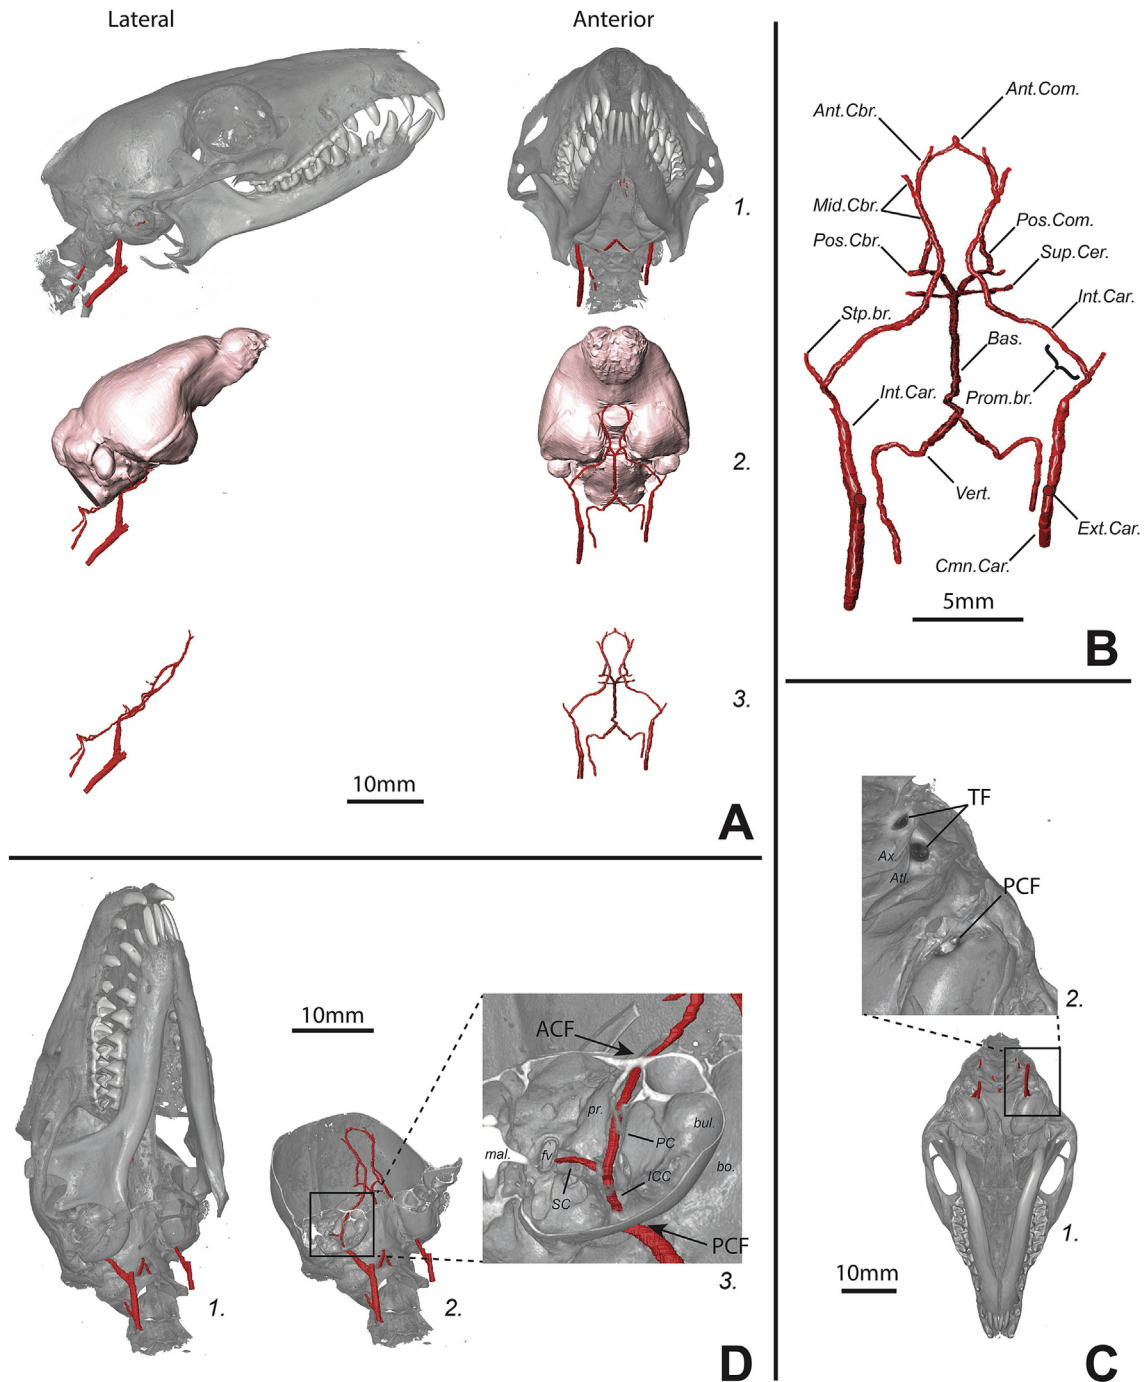 Lateral
Anterior
1.
2.
3.
10mm
A
Ant.Com.
Ant.Cbr.
Mid.Cbr.
Pos.Com.
Pos.Cbr.
Sup.Cer.
Int.Car.
Stp.br.
Bas.
Int.Car.
Prom.br.
Vert.
Ext.Car.
Cmn.Car.
5mm
B
TF
Ax.
Atl.
PCF
2.
1.
10mm
C
10mm
ACF
pr.
bul.
PC
mal.
fv
bo.
ICC
SC
PCF
1.
2.
3.
D